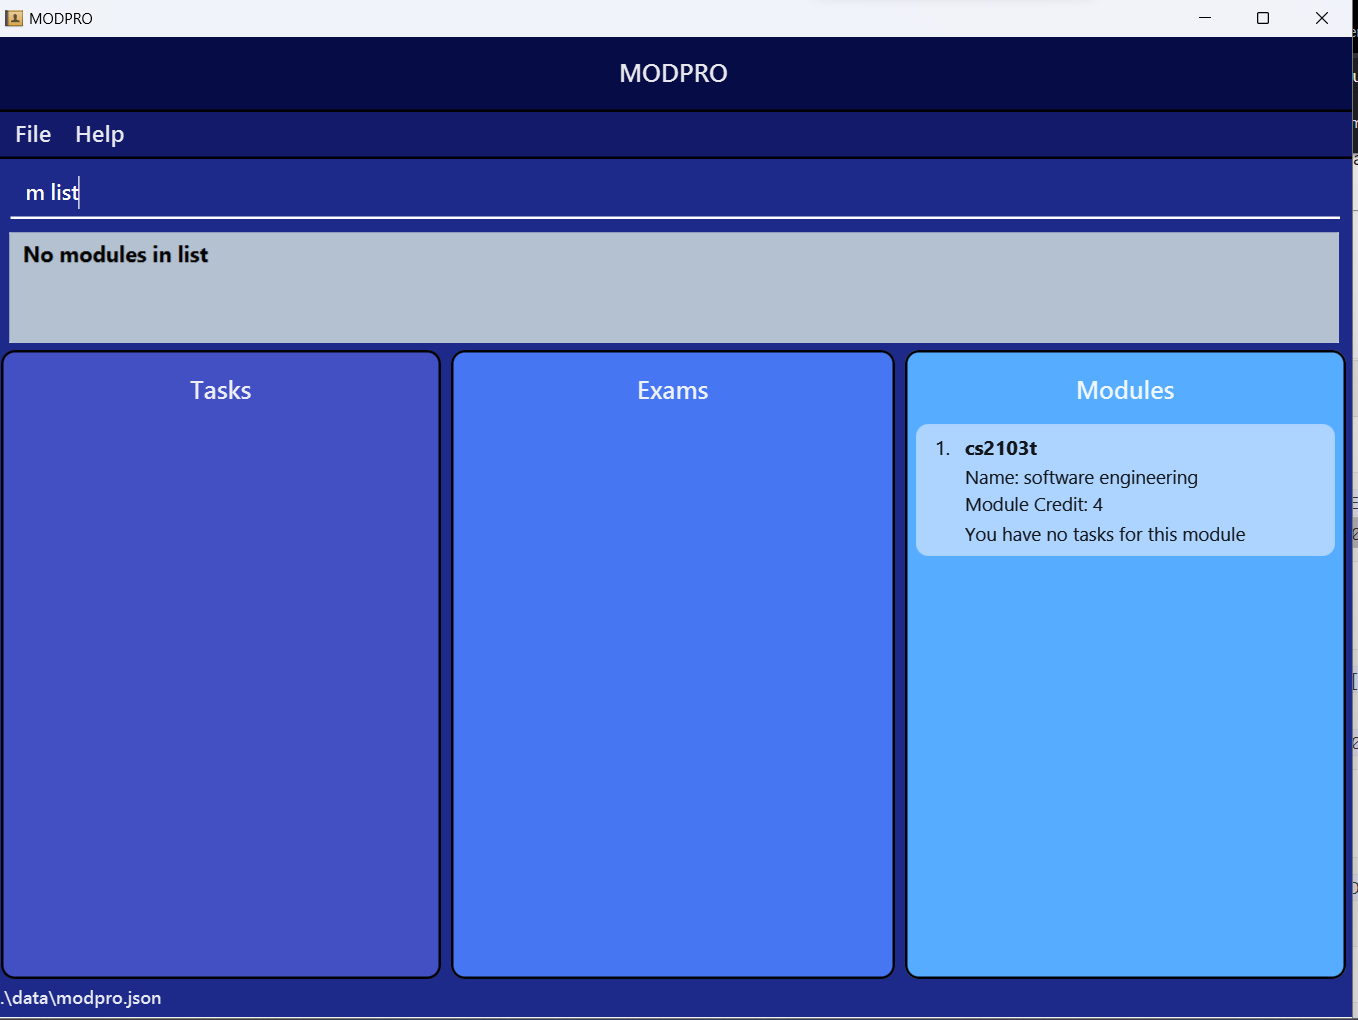 MODPRO
MODPRO
File Help
m list
No modules in list
Tasks
Exams
Modules
1. cs2103t
Name: software engineering
Module Credit: 4
You have no tasks for this module
.\data\modpro.json